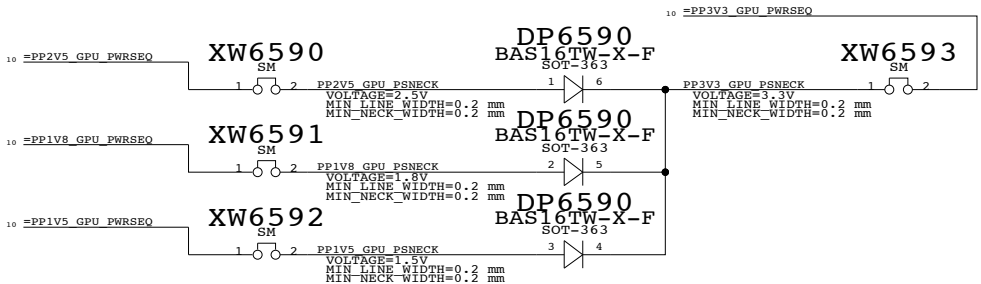 10 =PP3V3_GPU_PWRSEQ
10 =PP2V5_GPU_PWRSEQ
XW6590
SM
1 2
PP2V5_GPU_PSNECK
VOLTAGE=2.5V
MIN_LINE_WIDTH=0.2 mm
MIN_NECK_WIDTH=0.2 mm
DP6590
BAS16TW-X-F
SOT-363
1 6
PP3V3_GPU_PSNECK
VOLTAGE=3.3V
MIN_LINE_WIDTH=0.2 mm
MIN_NECK_WIDTH=0.2 mm
XW6593
SM
1 2
10 =PP1V8_GPU_PWRSEQ
XW6591
SM
1 2
PP1V8_GPU_PSNECK
VOLTAGE=1.8V
MIN_LINE_WIDTH=0.2 mm
MIN_NECK_WIDTH=0.2 mm
DP6590
BAS16TW-X-F
SOT-363
2 5
10 =PP1V5_GPU_PWRSEQ
XW6592
SM
1 2
PP1V5_GPU_PSNECK
VOLTAGE=1.5V
MIN_LINE_WIDTH=0.2 mm
MIN_NECK_WIDTH=0.2 mm
DP6590
BAS16TW-X-F
SOT-363
3 4